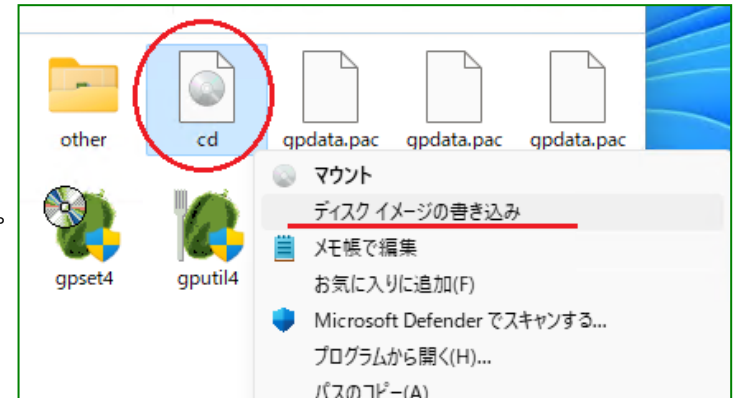 other
cd
gpdata.pac
gpdata.pac
gpdata.pac
マウント
。
ディスク イメージの書き込み
gpset4
gputil4
メモ帳で編集
お気に入りに追加(F)
Microsoft Defender でスキャンする...
プログラムから開く(H)...
パスのコピー(A)